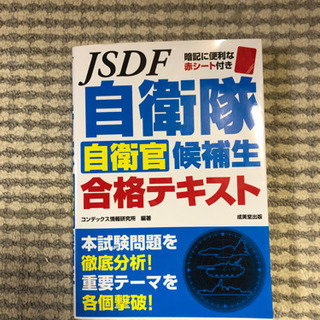 JSDF
暗記に便利な
赤シート付き
自衛隊
自衛官候補生
合格テキスト
コンデックス情報研究所 編著
成美堂出版
本試験問題を
徹底分析!
重要テーマを
各個撃破!